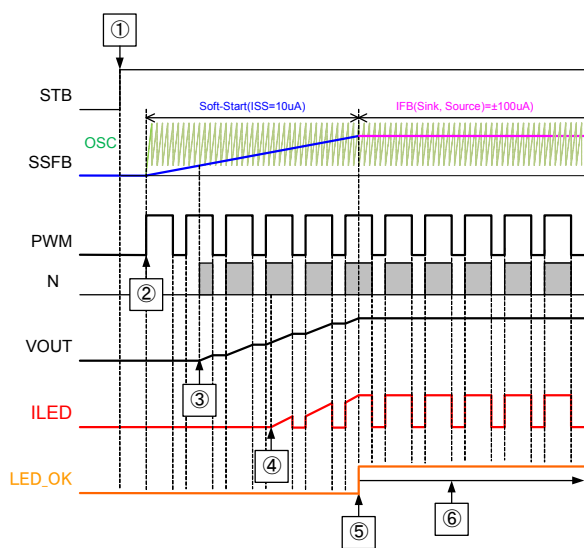 ①
STB
Soft-Start(ISS=10uA)
IFB(Sink, Source)=±100uA)
OSC
SSFB
PWM
②
N
VOUT
③
ILED
④
LED_OK
⑤
⑥